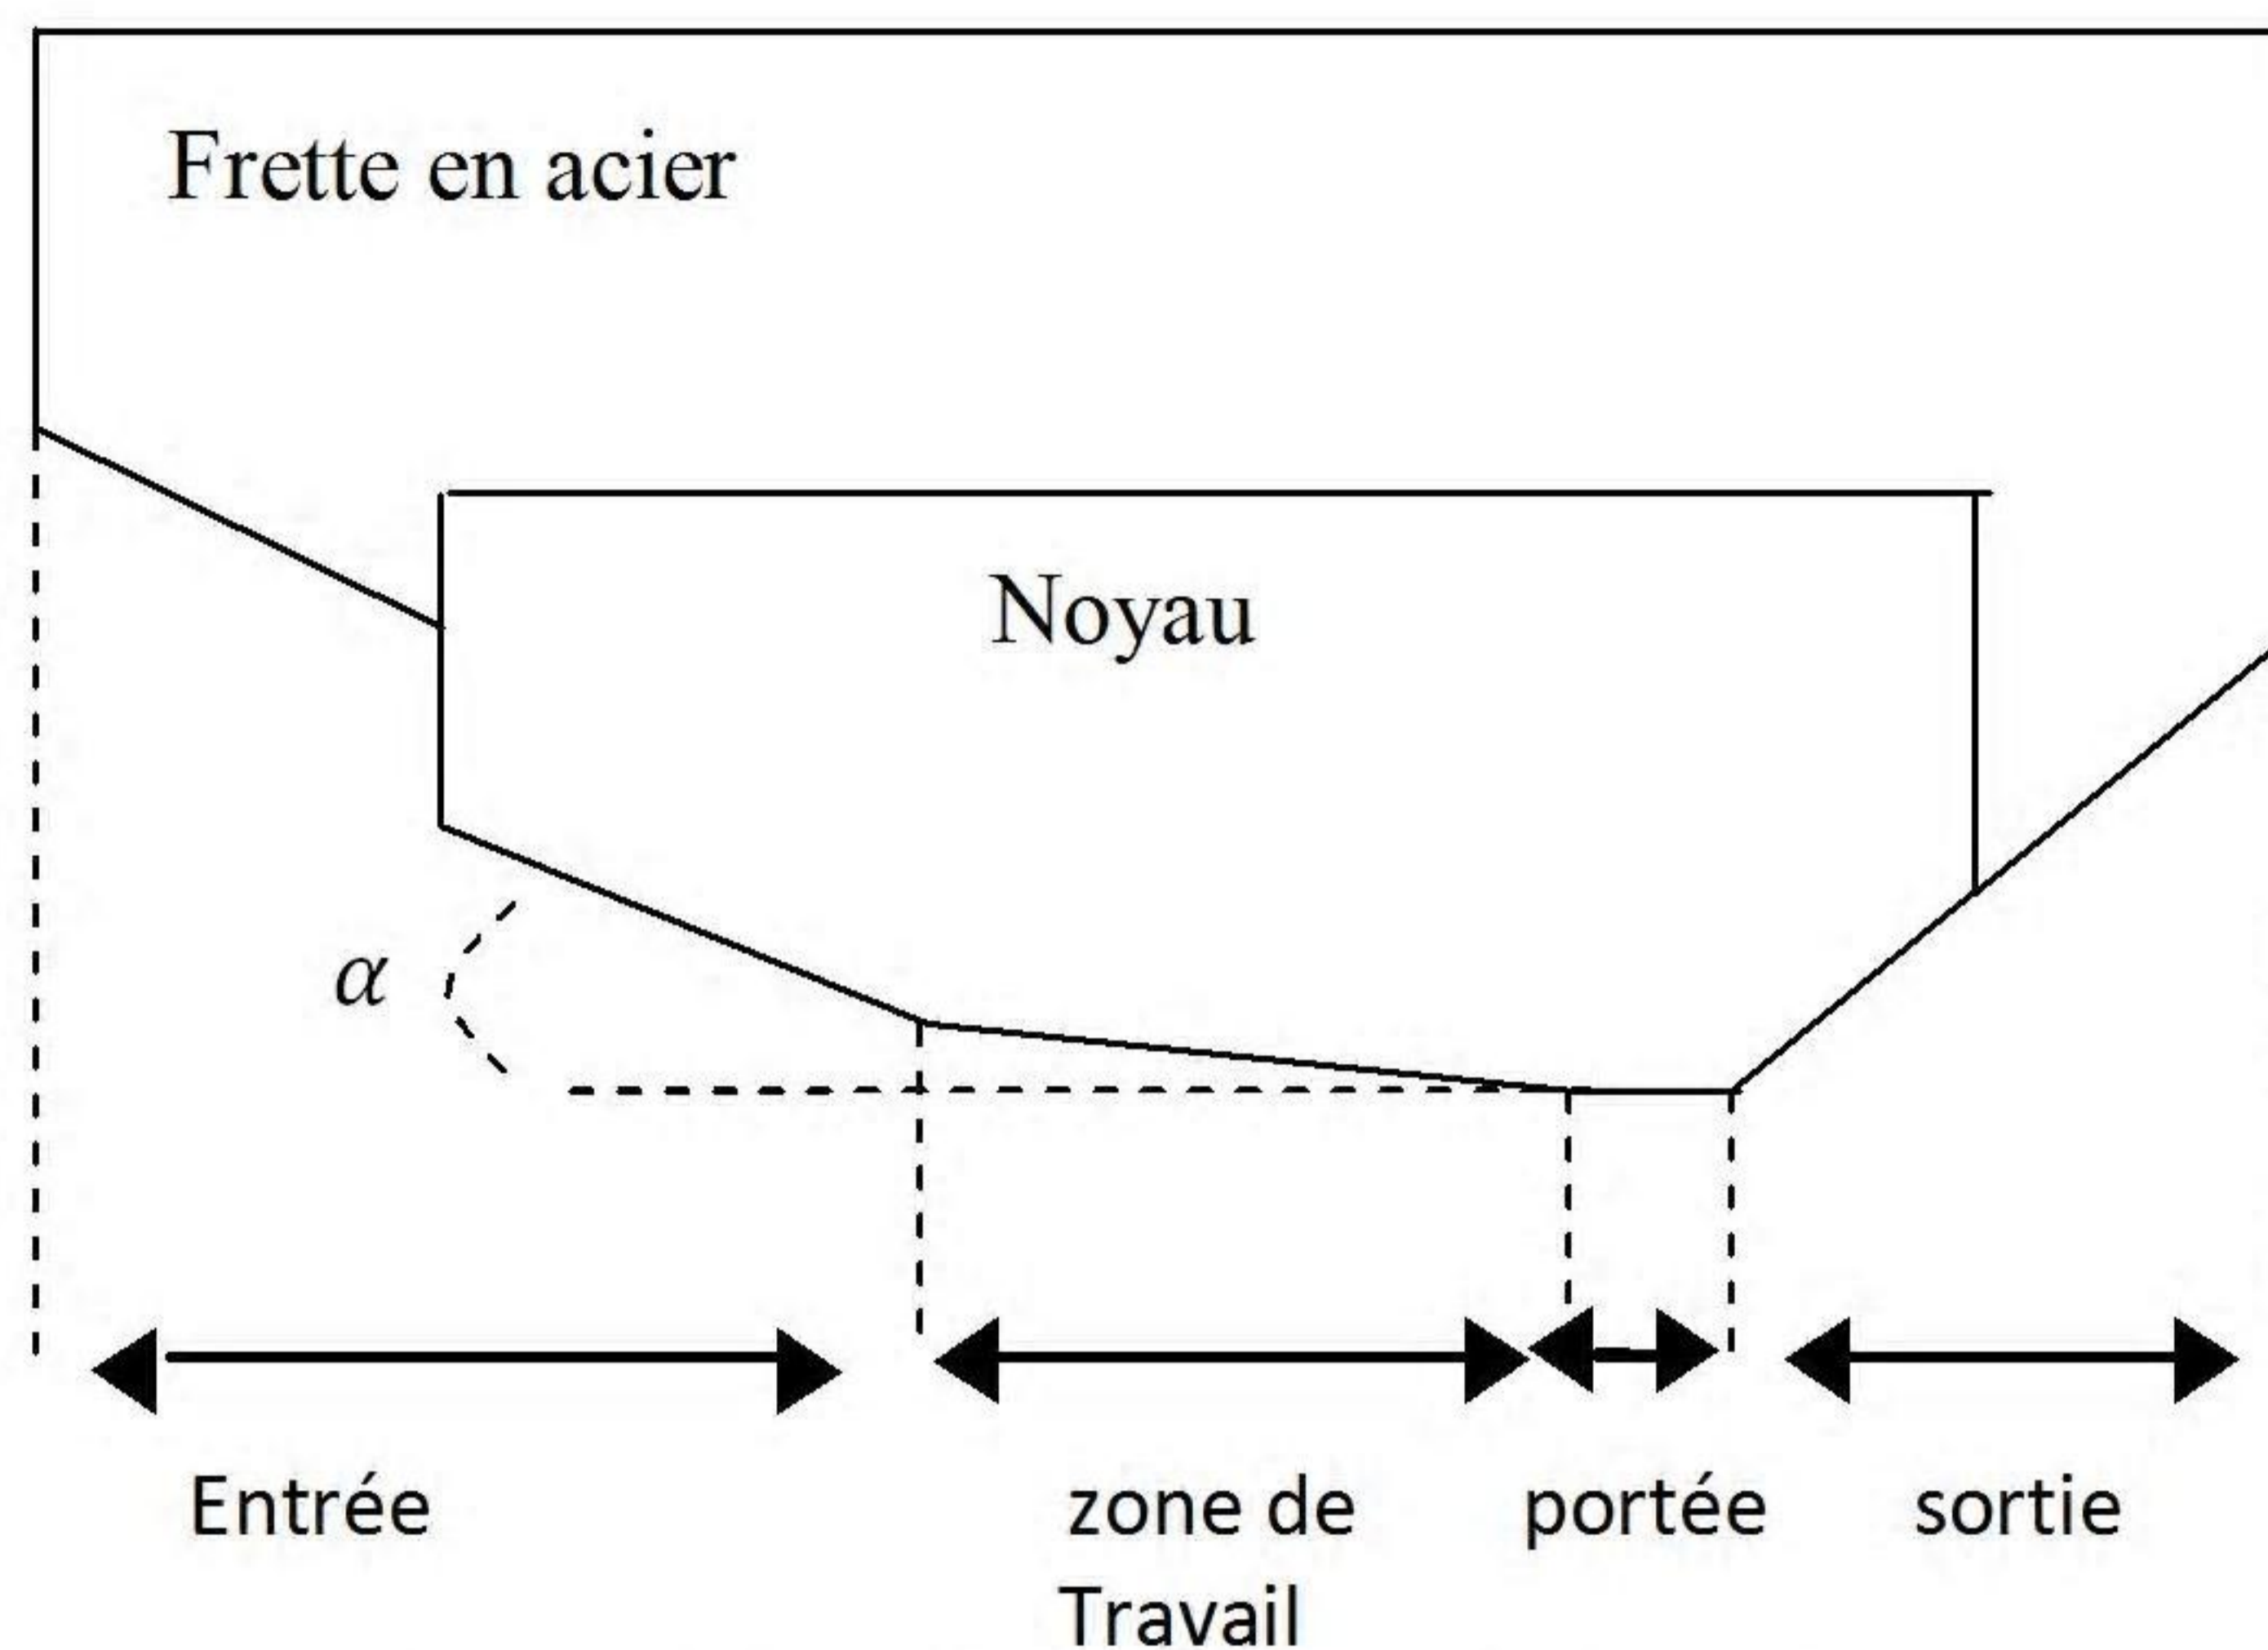 Frette en acier
Noyau
α
Entrée
zone de
Travail
portée
sortie